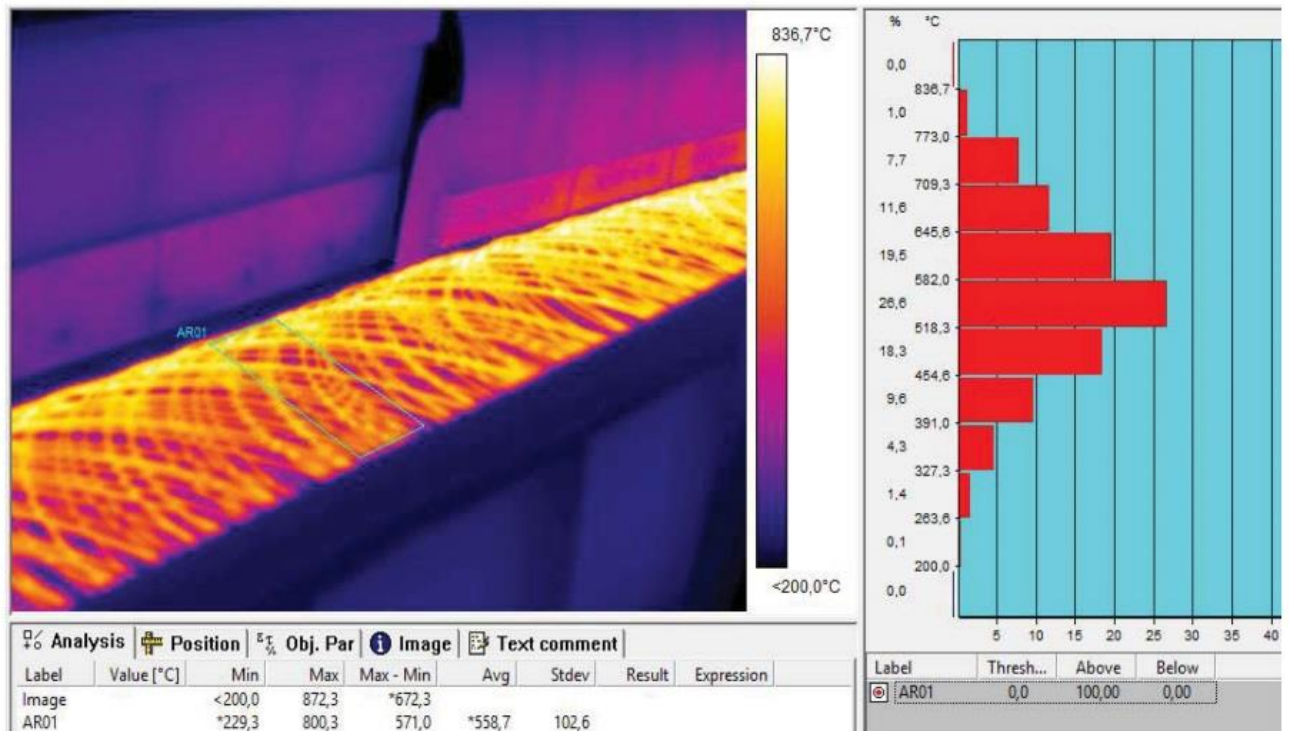 836,7°C
AR01
<200,0°C
% °C
0,0
836,7
1,0
773,0
7,7
709,3
11,6
645,6
19,5
582,0
26,6
518,3
18,3
454,6
9,6
391,0
4,3
327,3
1,4
263,6
0,1
200,0
0,0
5 10 15 20 25 30 35 40
Analysis Position Obj. Par Image Text comment
Label Value [°C] Min Max Max - Min Avg Stdev Result Expression
Image <200,0 872,3 *672,3
AR01 *229,3 800,3 571,0 *558,7 102,6
Label Thresh... Above Below
AR01 0,0 100,00 0,00